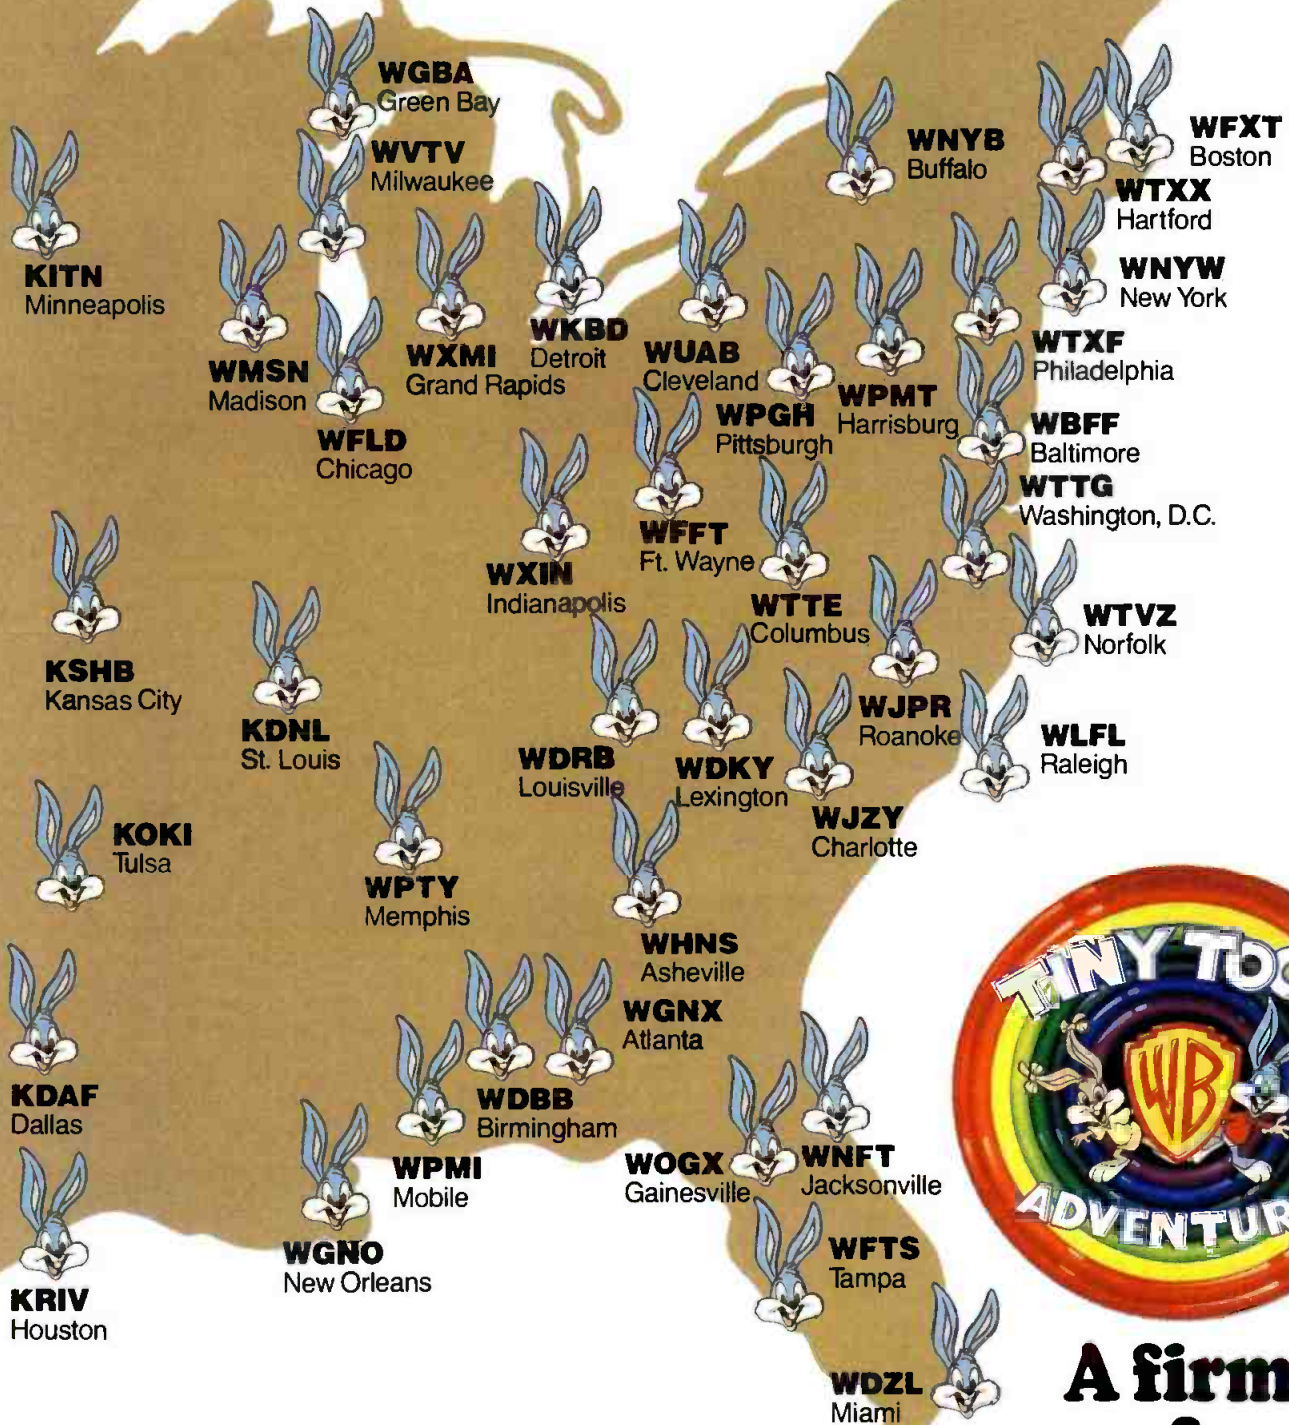 WGBA
Green Bay
WVTV
Milwaukee
WNYB
Buffalo
WFXT
Boston
WTXX
Hartford
KITN
Minneapolis
WNYW
New York
WMSN
Madison
WXMI
Grand Rapids
WKBD
Detroit
WUAB
Cleveland
WPGH
Pittsburgh
WPMT
Harrisburg
WTXF
Philadelphia
WFLD
Chicago
WBFF
Baltimore
WTTG
Washington, D.C.
WFFT
Ft. Wayne
WXIN
Indianapolis
WTTE
Columbus
WTVZ
Norfolk
KSHB
Kansas City
KDNL
St. Louis
WDRB
Louisville
WDKY
Lexington
WJPR
Roanoke
WLFL
Raleigh
WJZY
Charlotte
KOKI
Tulsa
WPTY
Memphis
WHNS
Asheville
WGNX
Atlanta
KDAF
Dallas
WDBB
Birmingham
WPMI
Mobile
WOGX
Gainesville
WNFT
Jacksonville
WGNO
New Orleans
WFTS
Tampa
KRIV
Houston
WDZL
Miami
TINY TOO
WB
ADVENTUR
A firm